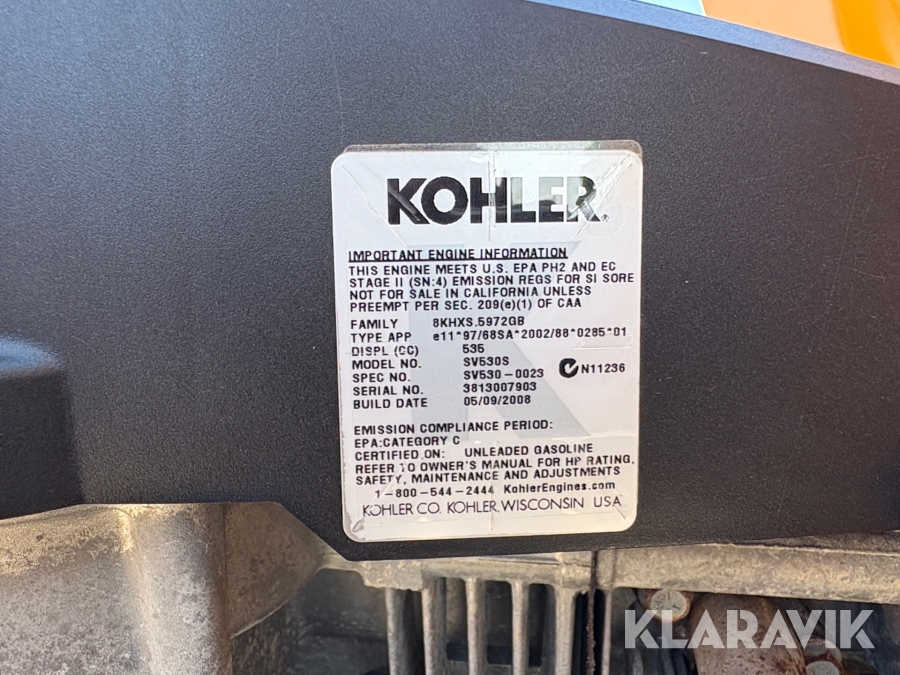 KOHLER®
IMPORTANT ENGINE INFORMATION
THIS ENGINE MEETS U.S. EPA PH2 AND EC
STAGE II (SN:4) EMISSION REGS FOR SI SORE
NOT FOR SALE IN CALIFORNIA UNLESS
PREEMPT PER SEC. 209(e)(1) OF CAA
FAMILY 8KHXS.5972GB
TYPE APP e11*97/68SA*2002/88*0285*01
DISPL (CC) 535
MODEL NO. SV530S
SPEC NO. SV530-0023 N11236
SERIAL NO. 3813007903
BUILD DATE 05/09/2008
EMISSION COMPLIANCE PERIOD:
EPA:CATEGORY C
CERTIFIED ON: UNLEADED GASOLINE
REFER TO OWNER'S MANUAL FOR HP RATING,
SAFETY, MAINTENANCE AND ADJUSTMENTS
1-800-544-2444 KohlerEngines.com
KOHLER CO. KOHLER, WISCONSIN USA
KLARAVIK